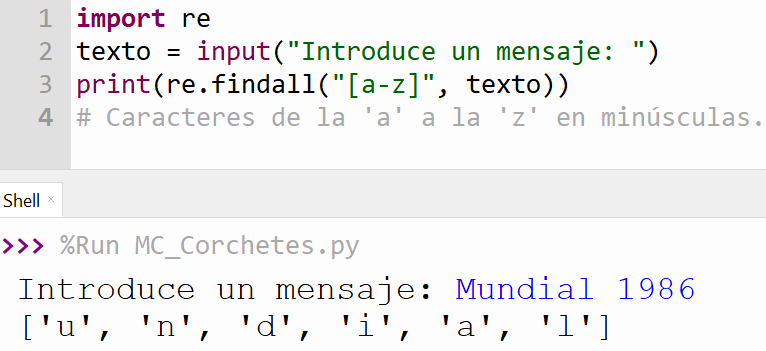 1 import re
2 texto = input("Introduce un mensaje: ")
3 print(re.findall("[a-z]", texto))
4 # Caracteres de la 'a' a la 'z' en minúsculas.
Shell ×
>>> %Run MC_Corchetes.py
Introduce un mensaje: Mundial 1986
['u', 'n', 'd', 'i', 'a', 'l']